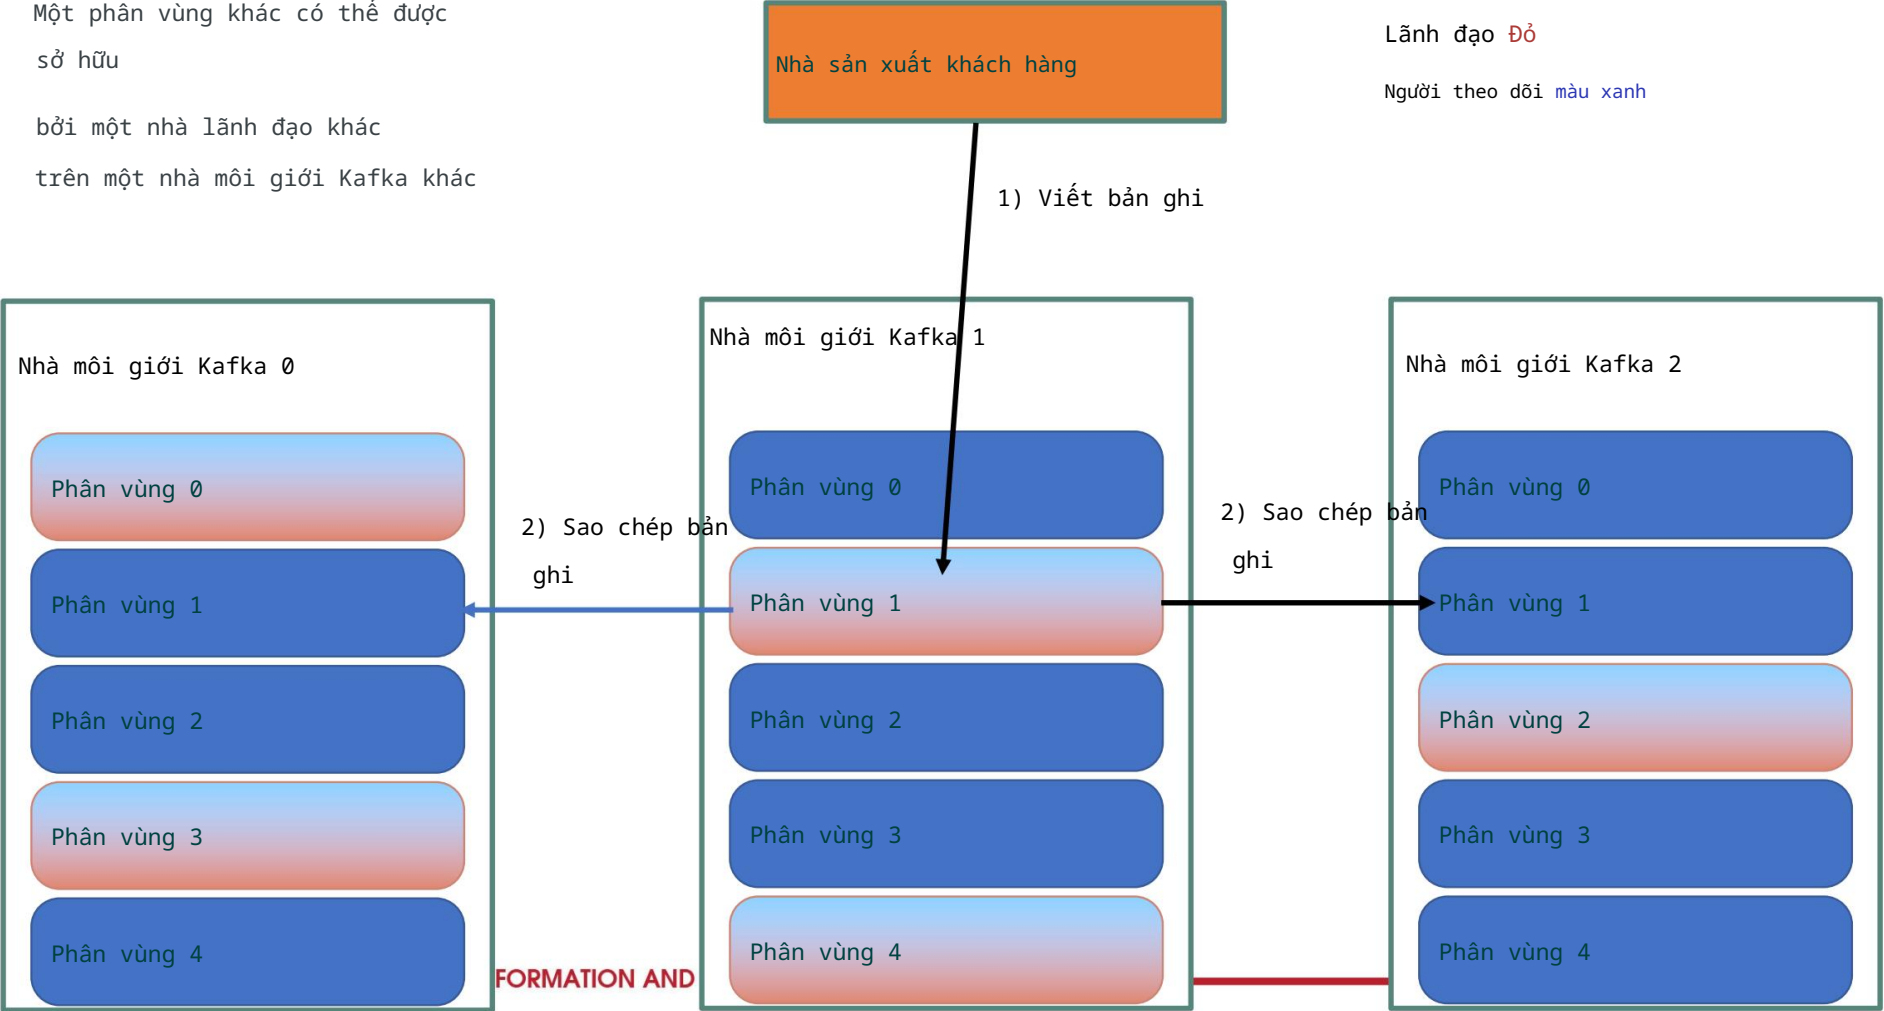 Một phân vùng khác có thể được
sở hữu
bởi một nhà lãnh đạo khác
trên một nhà môi giới Kafka khác
Nhà sản xuất khách hàng
Lãnh đạo Đỏ
Người theo dõi màu xanh
1) Viết bản ghi
Nhà môi giới Kafka 0
Phân vùng 0
Phân vùng 1
Phân vùng 2
Phân vùng 3
Phân vùng 4
2) Sao chép bản
ghi
Nhà môi giới Kafka 1
Phân vùng 0
Phân vùng 1
Phân vùng 2
Phân vùng 3
Phân vùng 4
2) Sao chép bản
ghi
Nhà môi giới Kafka 2
Phân vùng 0
Phân vùng 1
Phân vùng 2
Phân vùng 3
Phân vùng 4
FORMATION AND